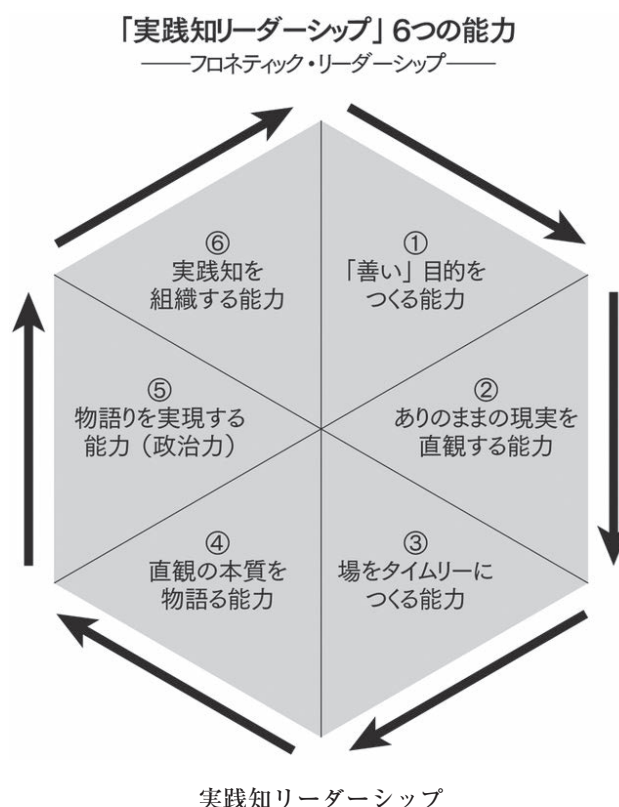 「実践知リーダーシップ」6つの能力
──フロネティック・リーダーシップ──
①
「善い」目的を
つくる能力
②
ありのままの現実を
直観する能力
③
場をタイムリーに
つくる能力
④
直観の本質を
物語る能力
⑤
物語りを実現する
能力（政治力）
⑥
実践知を
組織する能力
実践知リーダーシップ